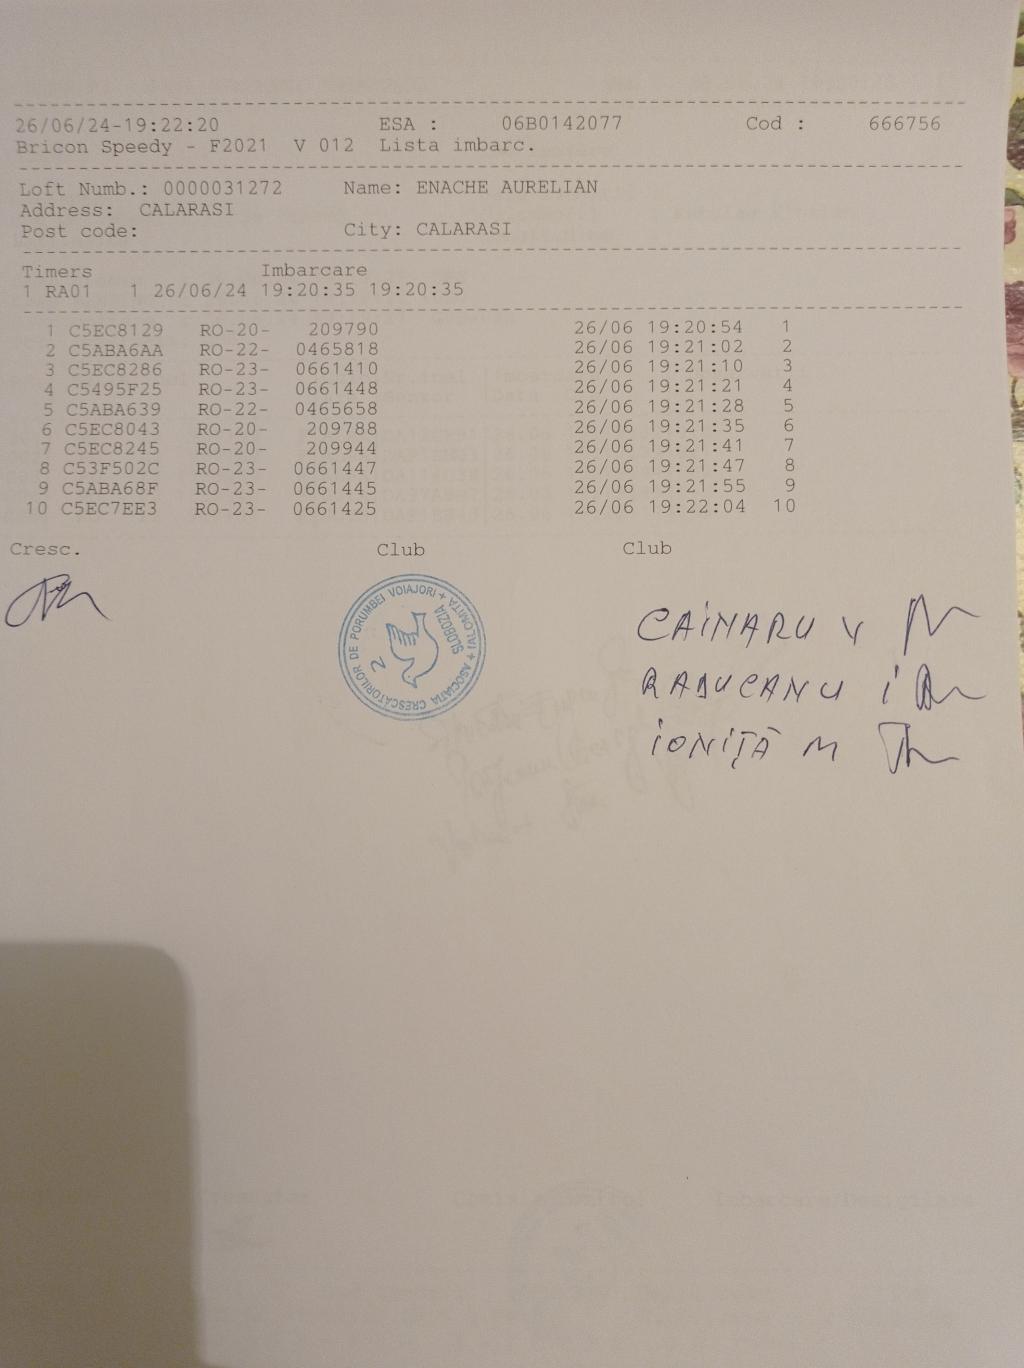 26/06/24-19:22:20 ESA : 06B0142077 Cod : 666756
Bricon Speedy - F2021 V 012 Lista imbarc.
Loft Numb.: 0000031272 Name: ENACHE AURELIAN
Address: CALARASI
Post code: City: CALARASI
Timers Imbarcare
1 RA01 1 26/06/24 19:20:35 19:20:35
1 C5EC8129 RO-20- 209790 26/06 19:20:54 1
2 C5ABA6AA RO-22- 0465818 26/06 19:21:02 2
3 C5EC8286 RO-23- 0661410 26/06 19:21:10 3
4 C5495F25 RO-23- 0661448 26/06 19:21:21 4
5 C5ABA639 RO-22- 0465658 26/06 19:21:28 5
6 C5EC8043 RO-20- 209788 26/06 19:21:35 6
7 C5EC8245 RO-20- 209944 26/06 19:21:41 7
8 C53F502C RO-23- 0661447 26/06 19:21:47 8
9 C5ABA68F RO-23- 0661445 26/06 19:21:55 9
10 C5EC7EE3 RO-23- 0661425 26/06 19:22:04 10
Cresc. Club Club
ASOCIATIA CRESCĂTORILOR DE PORUMBEI VOIAJORI + IALOMITA
SLOBOZIA
2
CAINARU V
RADUCANU i
iONiȚĂ M